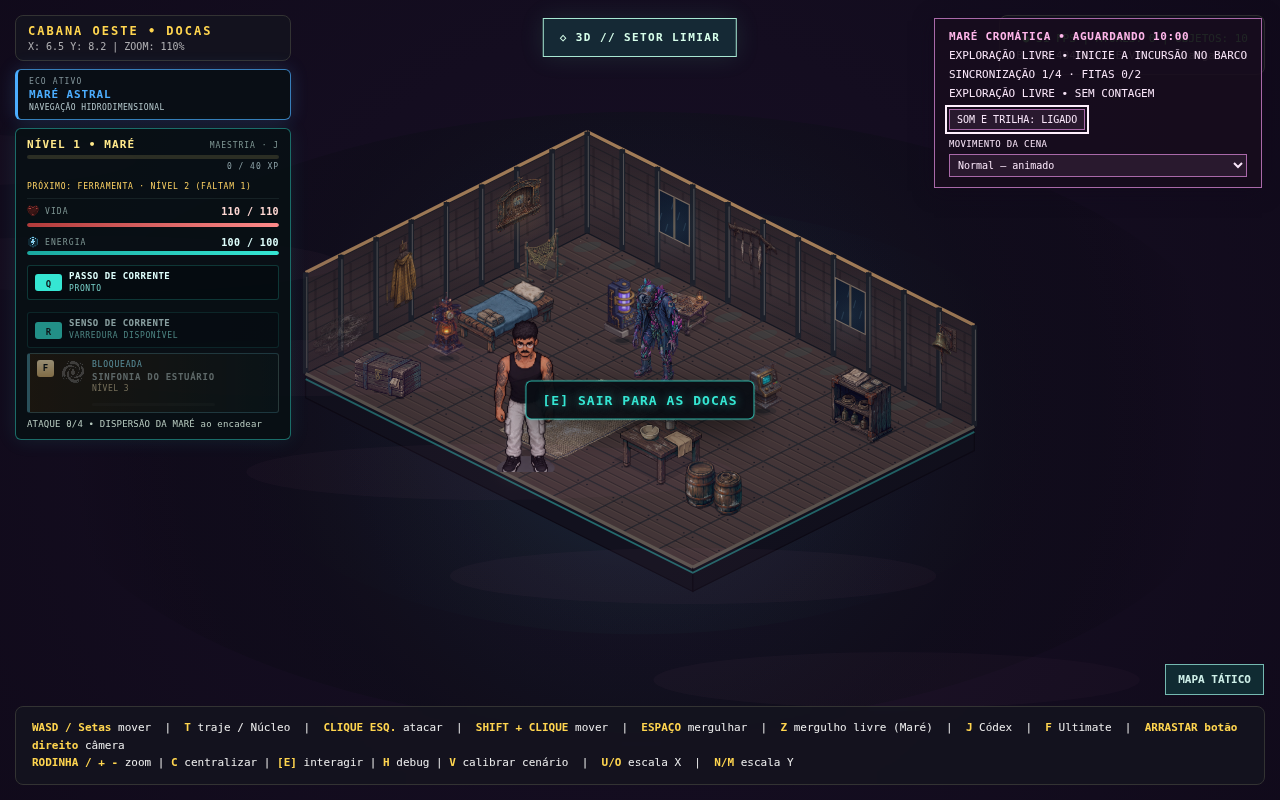 CABANA OESTE • DOCAS
X: 6.5 Y: 8.2 | ZOOM: 110%
ECO ATIVO
MARÉ ASTRAL
NAVEGAÇÃO HIDRODIMENSIONAL
NÍVEL 1 • MARÉ
MAESTRIA · J
0 / 40 XP
PRÓXIMO: FERRAMENTA · NÍVEL 2 (FALTAM 1)
VIDA
110 / 110
ENERGIA
100 / 100
Q
PASSO DE CORRENTE
PRONTO
R
SENSO DE CORRENTE
VARREDURA DISPONÍVEL
F
BLOQUEADA
SINFONIA DO ESTUÁRIO
NÍVEL 3
ATAQUE 0/4 • DISPERSÃO DA MARÉ ao encadear
◇ 3D // SETOR LIMIAR
MARÉ CROMÁTICA • AGUARDANDO 10:00
EXPLORAÇÃO LIVRE • INICIE A INCURSÃO NO BARCO
SINCRONIZAÇÃO 1/4 · FITAS 0/2
EXPLORAÇÃO LIVRE • SEM CONTAGEM
SOM E TRILHA: LIGADO
MOVIMENTO DA CENA
Normal — animado
[E] SAIR PARA AS DOCAS
MAPA TÁTICO
WASD / Setas mover | T traje / Núcleo | CLIQUE ESQ. atacar | SHIFT + CLIQUE mover | ESPAÇO mergulhar | Z mergulho livre (Maré) | J Códex | F Ultimate | ARRASTAR botão
direito câmera
RODINHA / + - zoom | C centralizar | [E] interagir | H debug | V calibrar cenário | U/O escala X | N/M escala Y